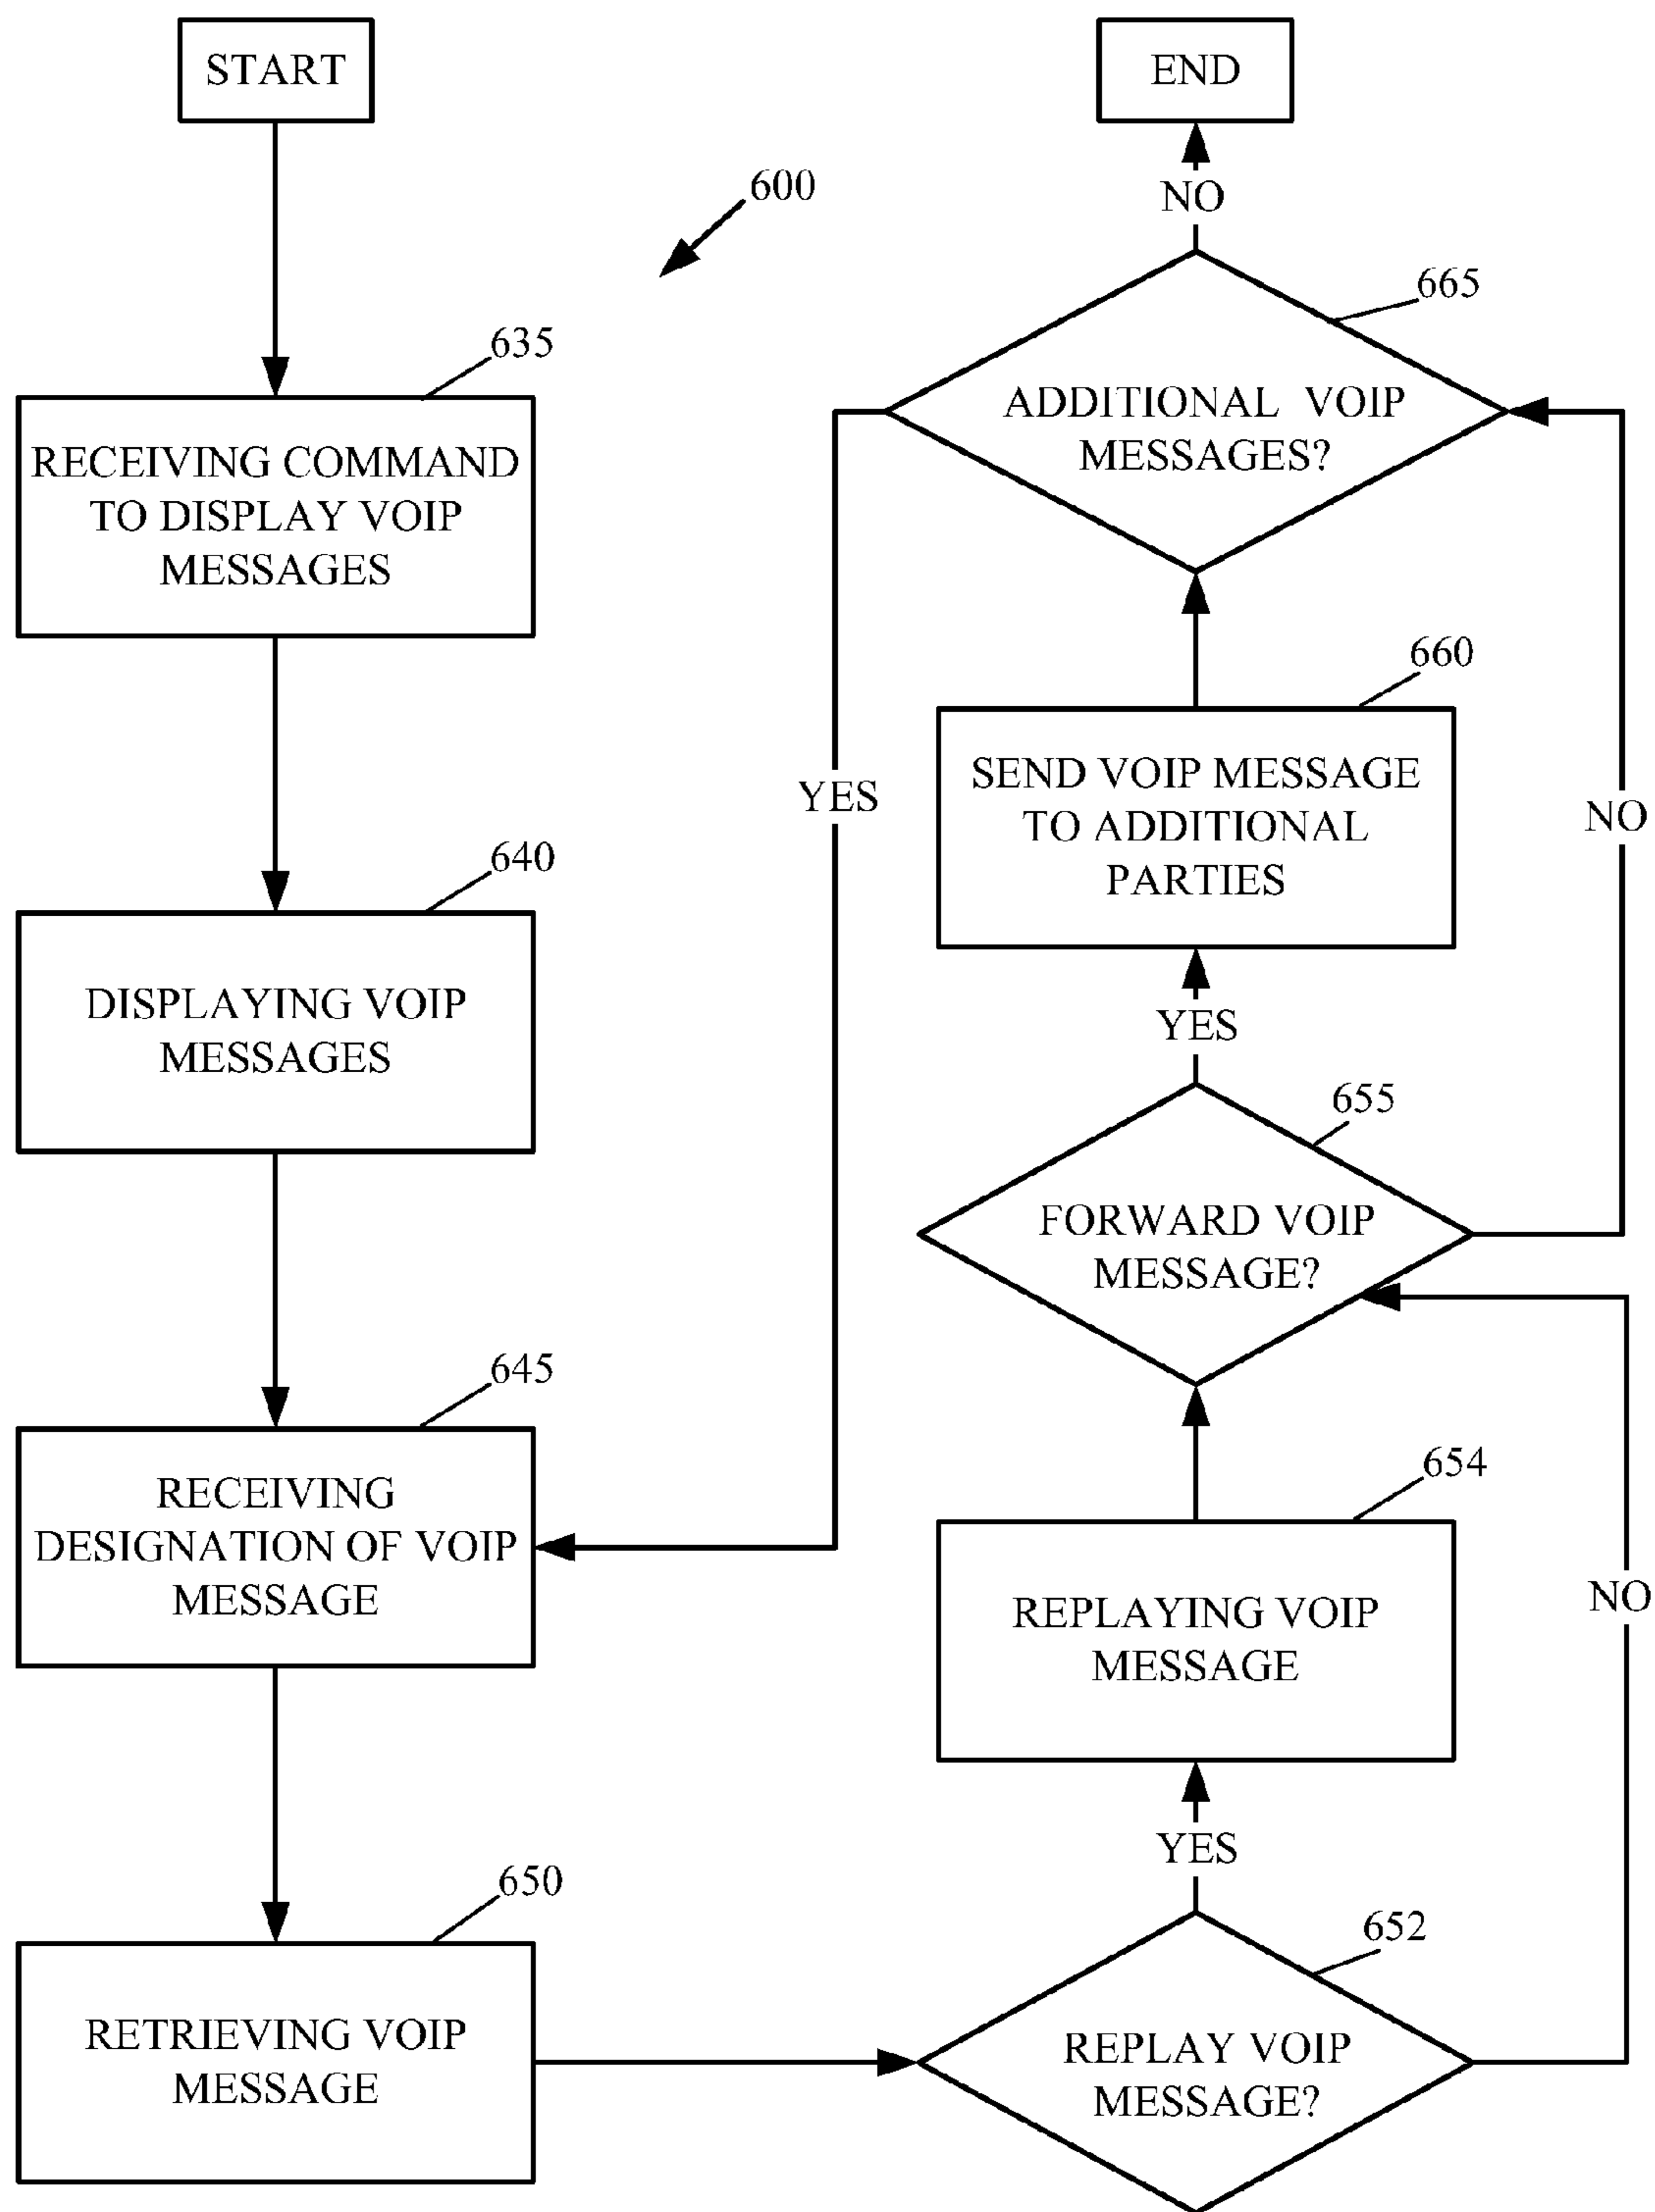 START
END
600
NO
635
665
RECEIVING COMMAND
TO DISPLAY VOIP
MESSAGES
ADDITIONAL VOIP
MESSAGES?
660
YES
SEND VOIP MESSAGE
TO ADDITIONAL
PARTIES
NO
640
DISPLAYING VOIP
MESSAGES
YES
655
FORWARD VOIP
MESSAGE?
645
RECEIVING
DESIGNATION OF VOIP
MESSAGE
654
REPLAYING VOIP
MESSAGE
NO
YES
650
RETRIEVING VOIP
MESSAGE
652
REPLAY VOIP
MESSAGE?